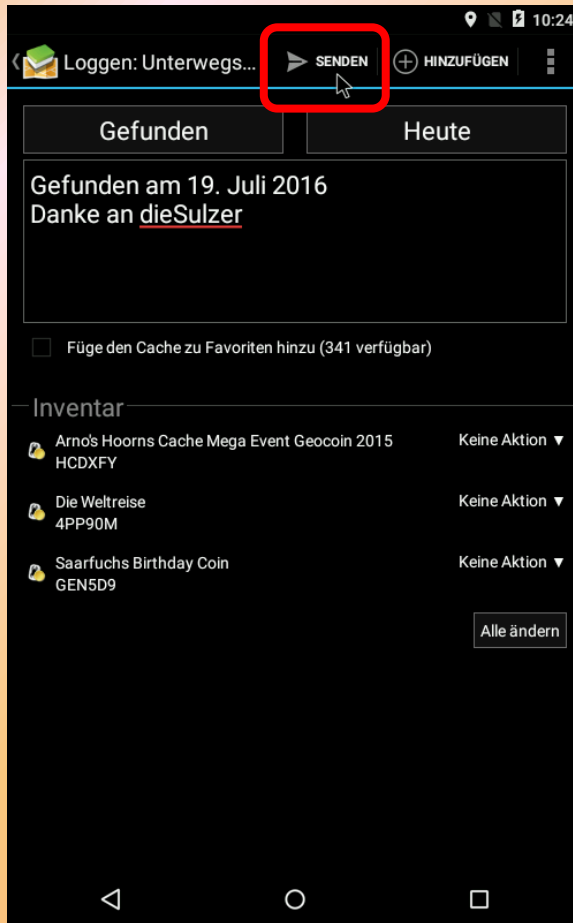 10:24
Loggen: Unterwegs... SENDEN HINZUFÜGEN
Gefunden Heute
Gefunden am 19. Juli 2016
Danke an dieSulzer
Füge den Cache zu Favoriten hinzu (341 verfügbar)
Inventar
Arno's Hoorns Cache Mega Event Geocoin 2015 Keine Aktion
HCDXFY
Die Weltreise Keine Aktion
4PP90M
Saarfuchs Birthday Coin Keine Aktion
GEN5D9
Alle ändern